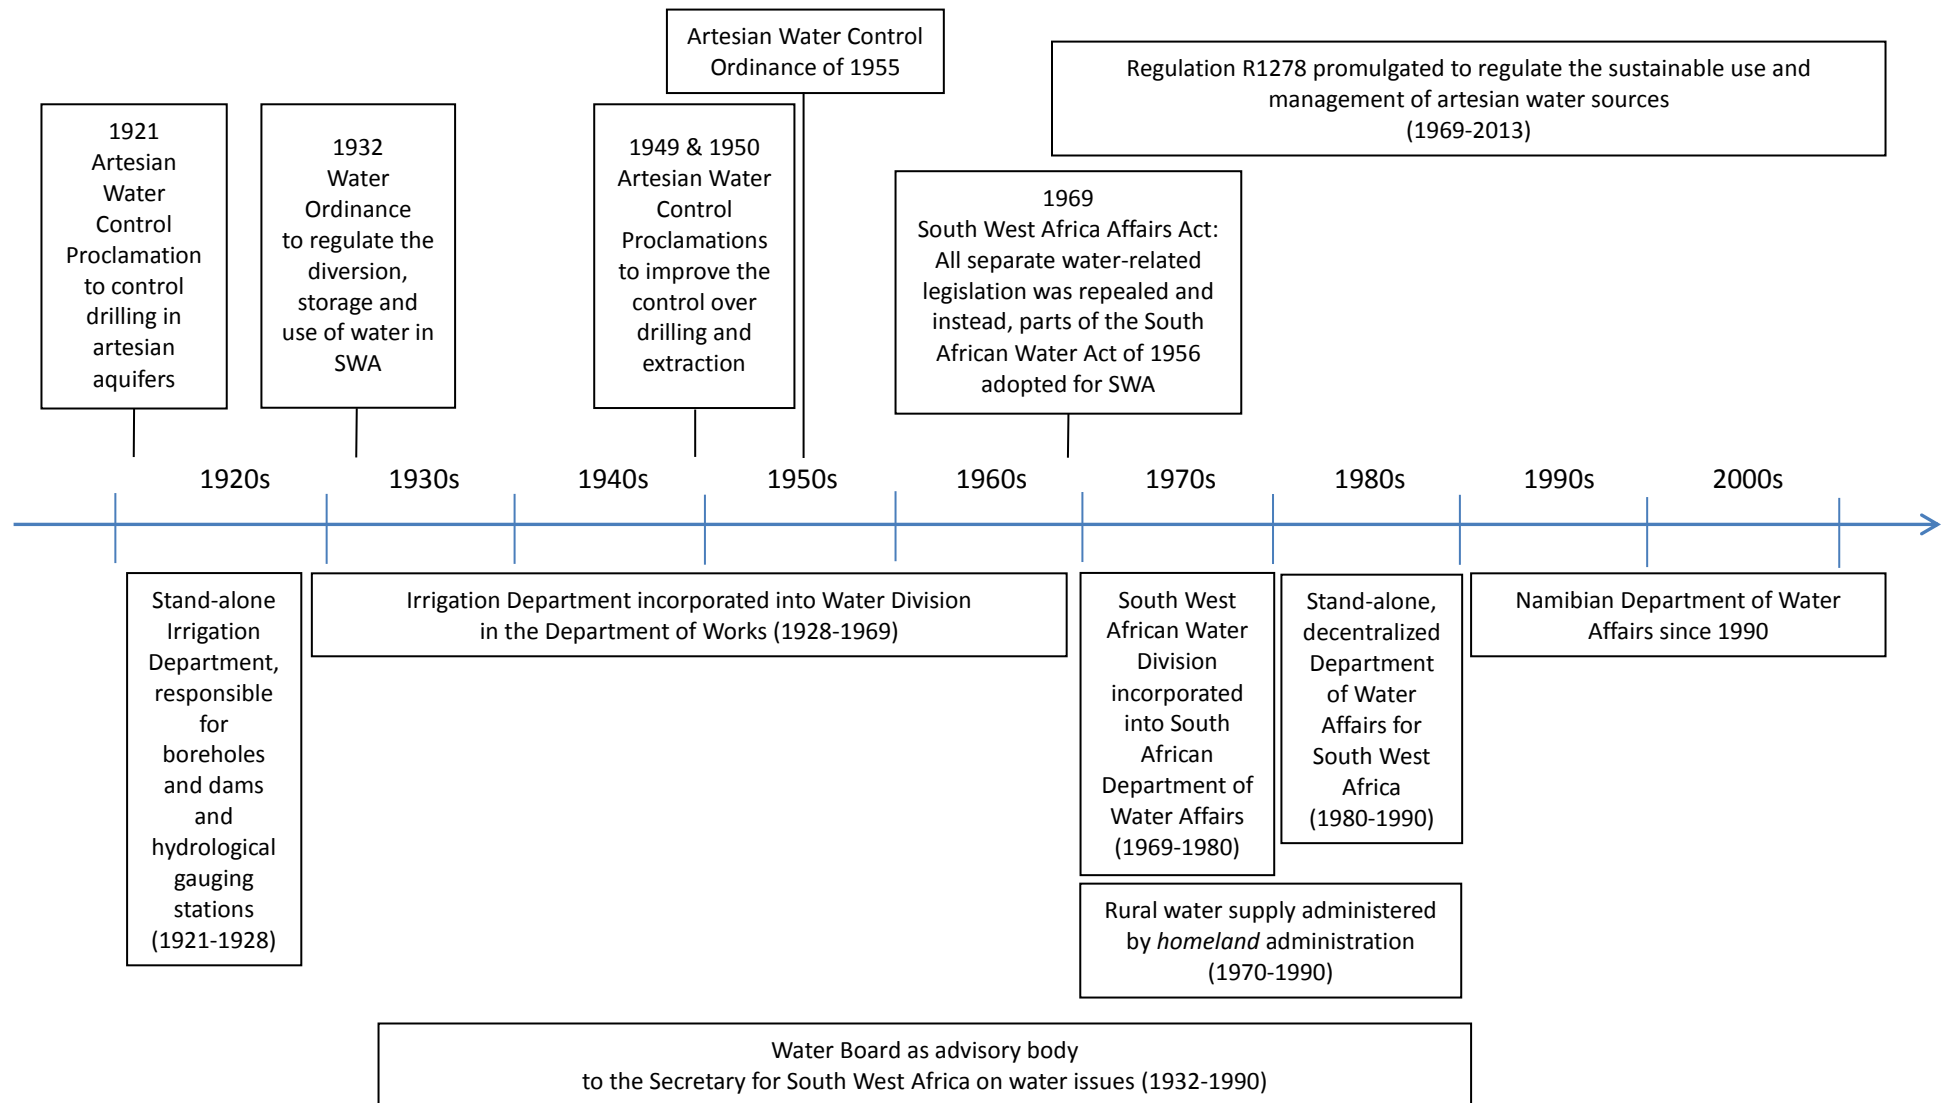 Artesian Water Control
Ordinance of 1955
Regulation R1278 promulgated to regulate the sustainable use and
management of artesian water sources
(1969-2013)
1921
Artesian
Water
Control
Proclamation
to control
drilling in
artesian
aquifers
1932
Water
Ordinance
to regulate the
diversion,
storage and
use of water in
SWA
1949 & 1950
Artesian Water
Control
Proclamations
to improve the
control over
drilling and
extraction
1969
South West Africa Affairs Act:
All separate water-related
legislation was repealed and
instead, parts of the South
African Water Act of 1956
adopted for SWA
1920s
1930s
1940s
1950s
1960s
1970s
1980s
1990s
2000s
Stand-alone
Irrigation
Department,
responsible
for
boreholes
and dams
and
hydrological
gauging
stations
(1921-1928)
Irrigation Department incorporated into Water Division
in the Department of Works (1928-1969)
South West
African Water
Division
incorporated
into South
African
Department of
Water Affairs
(1969-1980)
Stand-alone,
decentralized
Department
of Water
Affairs for
South West
Africa
(1980-1990)
Namibian Department of Water
Affairs since 1990
Rural water supply administered
by homeland administration
(1970-1990)
Water Board as advisory body
to the Secretary for South West Africa on water issues (1932-1990)